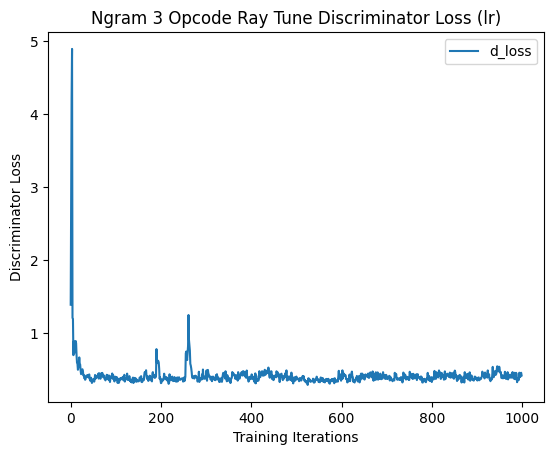 Ngram 3 Opcode Ray Tune Discriminator Loss (lr)
d_loss
Discriminator Loss
5
4
3
2
1
0
200
400
600
800
1000
Training Iterations